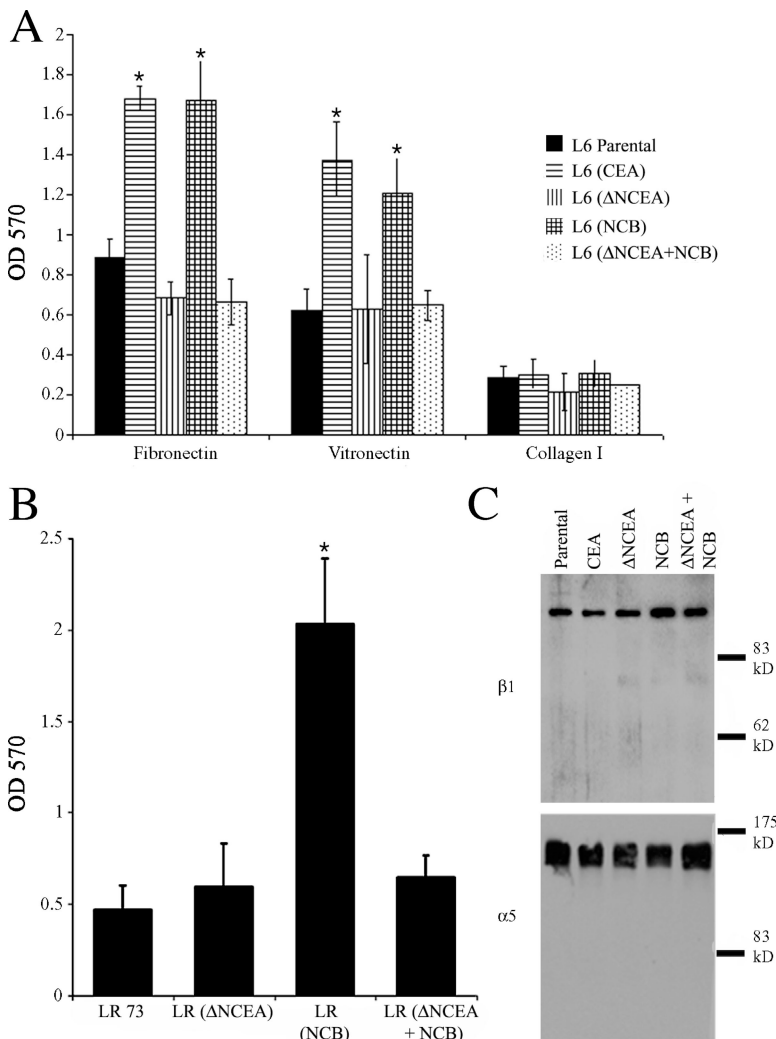 A
2
1.8
1.6
1.4
1.2
1
0.8
0.6
0.4
0.2
0
OD 570
*
*
*
*
L6 Parental
L6 (CEA)
L6 (ΔNCEA)
L6 (NCB)
L6 (ΔNCEA+NCB)
Fibronectin
Vitronectin
Collagen I
B
2.5
2
1.5
1
0.5
0
OD 570
*
LR 73
LR (ΔNCEA)
LR
(NCB)
LR (ΔNCEA
+ NCB)
C
Parental
CEA
ΔNCEA
NCB
ΔNCEA +
NCB
β1
83
kD
62
kD
α5
175
kD
83
kD